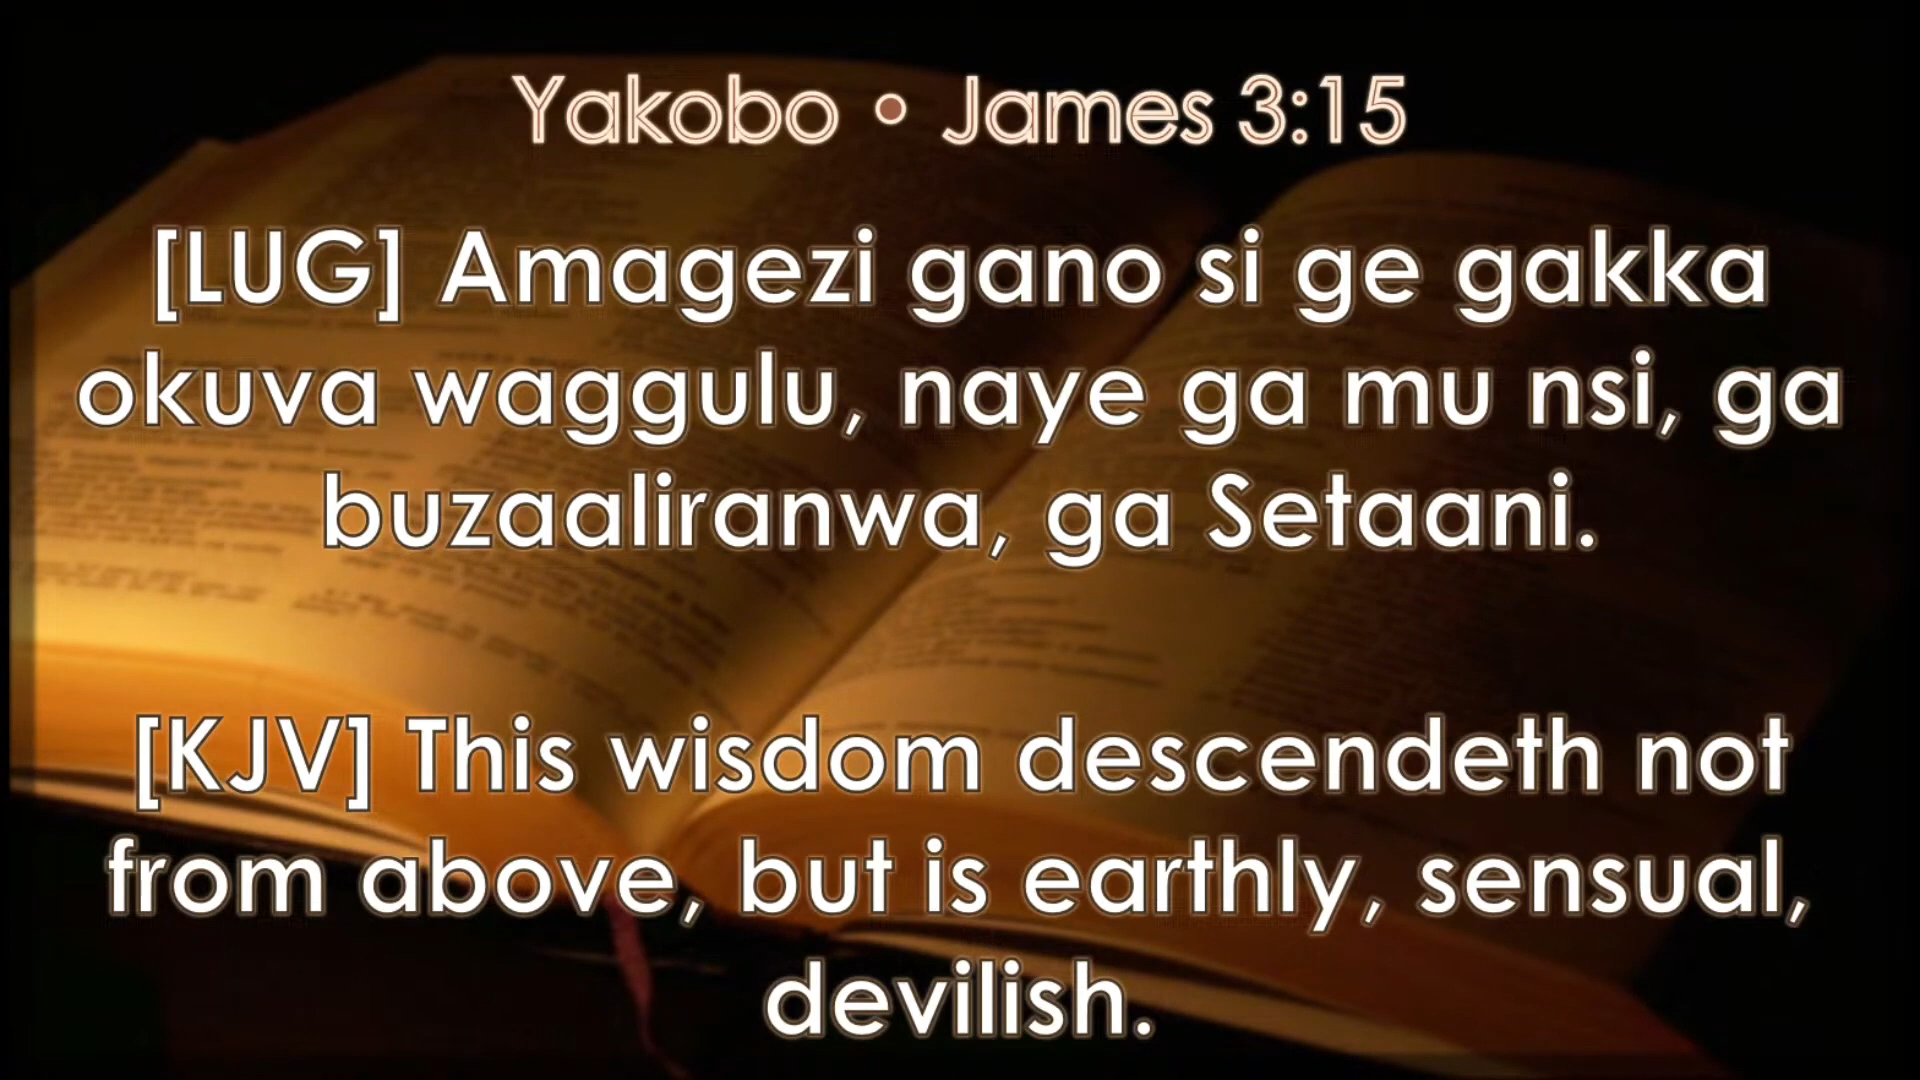 Yakobo • James 3:15
[LUG] Amagezi gano si ge gakka
okuva waggulu, naye ga mu nsi, ga
buzaaliranwa, ga Setaani.
[KJV] This wisdom descendeth not
from above, but is earthly, sensual,
devilish.